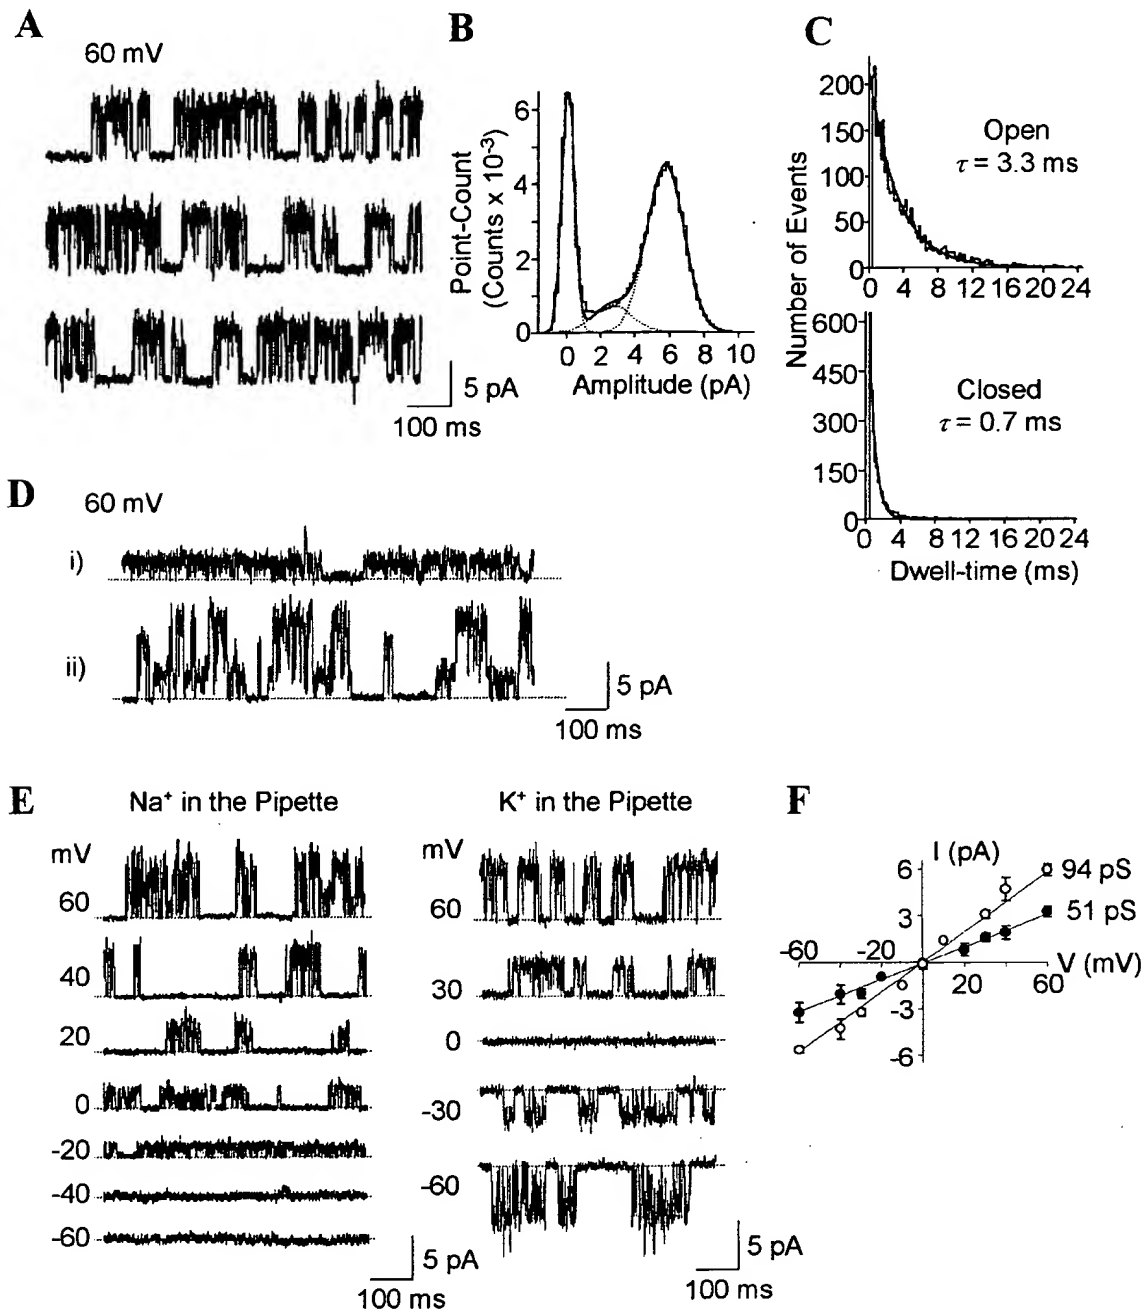 A
60 mV
5 pA
100 ms
B
Point-Count
(Counts x 10⁻³)
6
4
2
0
0 2 4 6 8 10
Amplitude (pA)
C
Number of Events
200
150
100
50
0
Open
τ = 3.3 ms
0 4 8 12 16 20 24
600
450
300
150
0
Closed
τ = 0.7 ms
0 4 8 12 16 20 24
Dwell-time (ms)
D
60 mV
i)
ii)
5 pA
100 ms
E
Na⁺ in the Pipette
mV
60
40
20
0
-20
-40
-60
5 pA
100 ms
K⁺ in the Pipette
mV
60
30
0
-30
-60
5 pA
100 ms
F
I (pA)
6
3
-3
-6
94 pS
51 pS
-60 -20
20 60
V (mV)